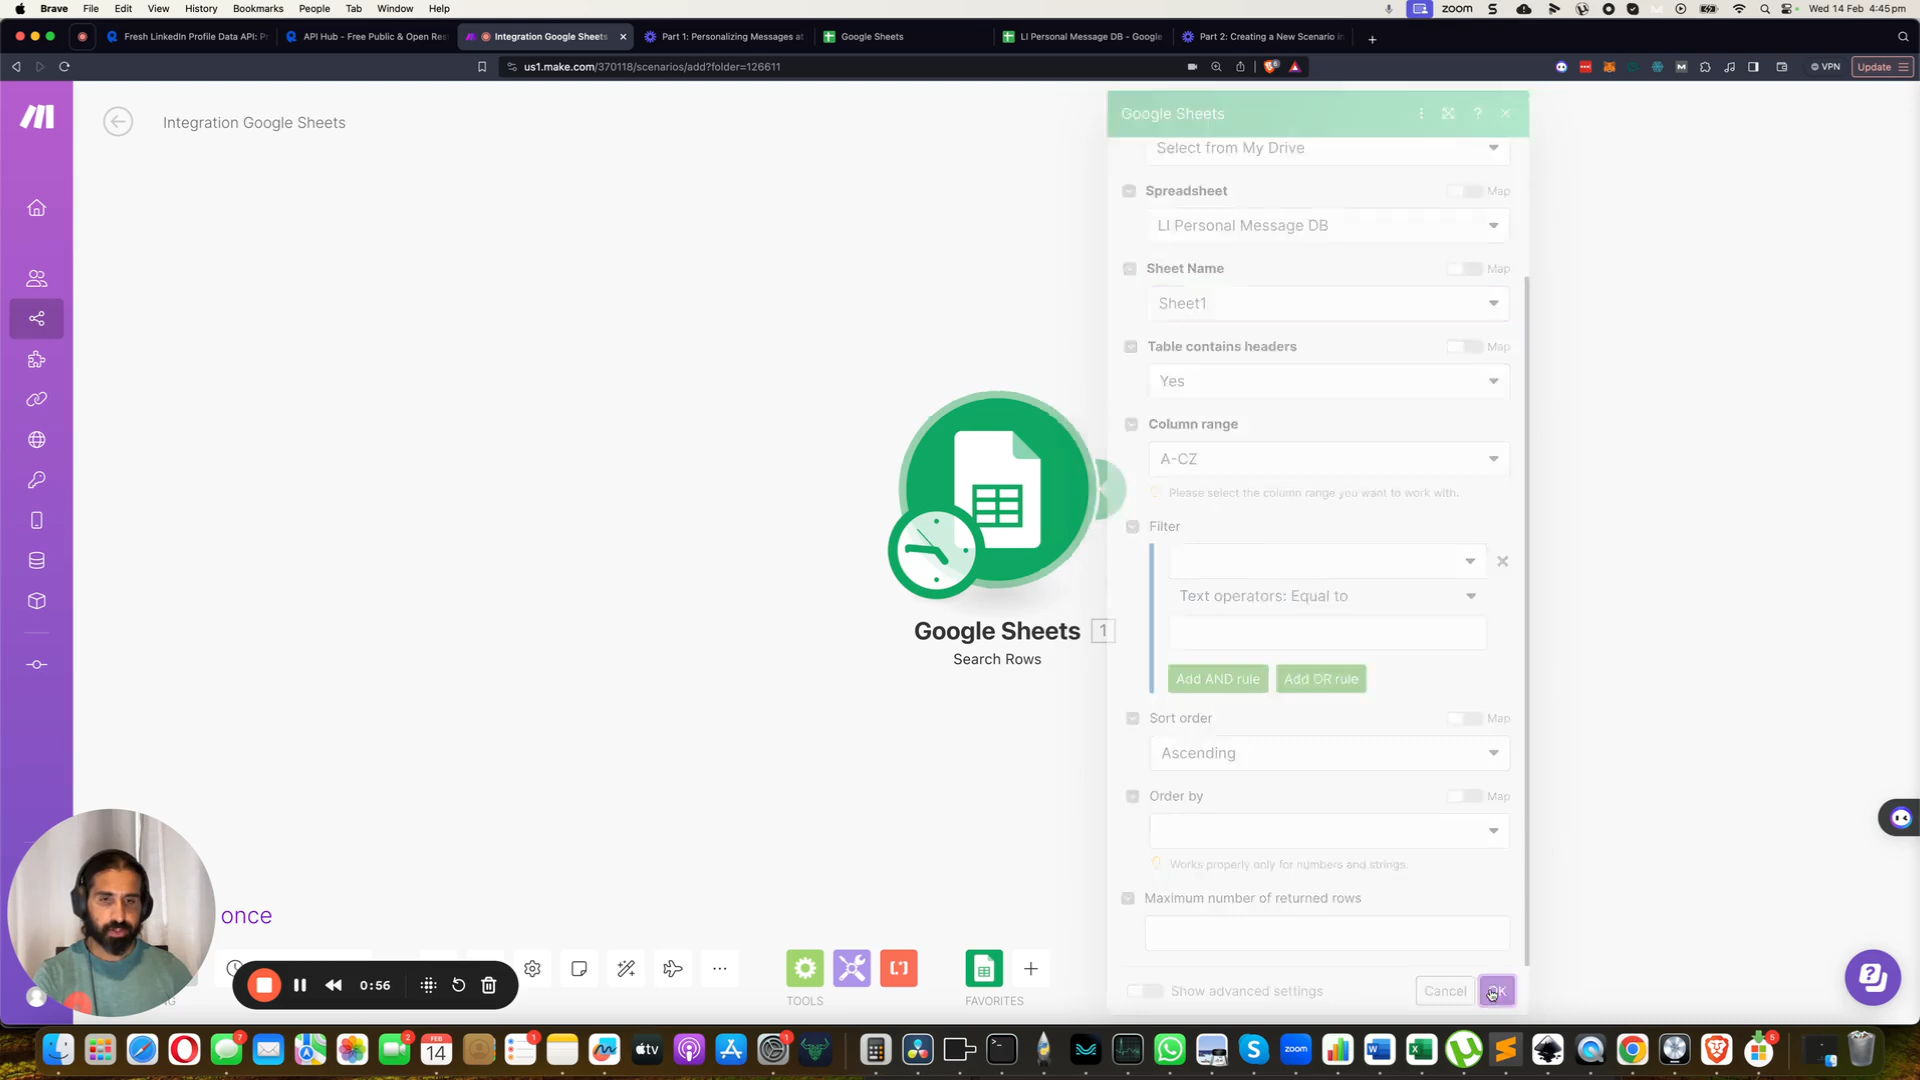 Brave File Edit View History Bookmarks People Tab Window Help
zoom
Wed 14 Feb 4:45pm
Fresh LinkedIn Profile Data API: P
API Hub - Free Public & Open Res
Integration Google Sheets
Part 1: Personalizing Messages at
Google Sheets
LI Personal Message DB - Google
Part 2: Creating a New Scenario in
us1.make.com/370118/scenarios/add?folder=126611
VPN
Update
Integration Google Sheets
Google Sheets
Select from My Drive
Spreadsheet
Map
LI Personal Message DB
Sheet Name
Map
Sheet1
Table contains headers
Map
Yes
Column range
A-CZ
Please select the column range you want to work with.
Filter
Text operators: Equal to
Add AND rule
Add OR rule
Sort order
Map
Ascending
Order by
Map
Works properly only for numbers and strings.
Maximum number of returned rows
Show advanced settings
Cancel
OK
Google Sheets
1
Search Rows
once
0:56
TOOLS
FAVORITES
FEB
14
tv
zoom